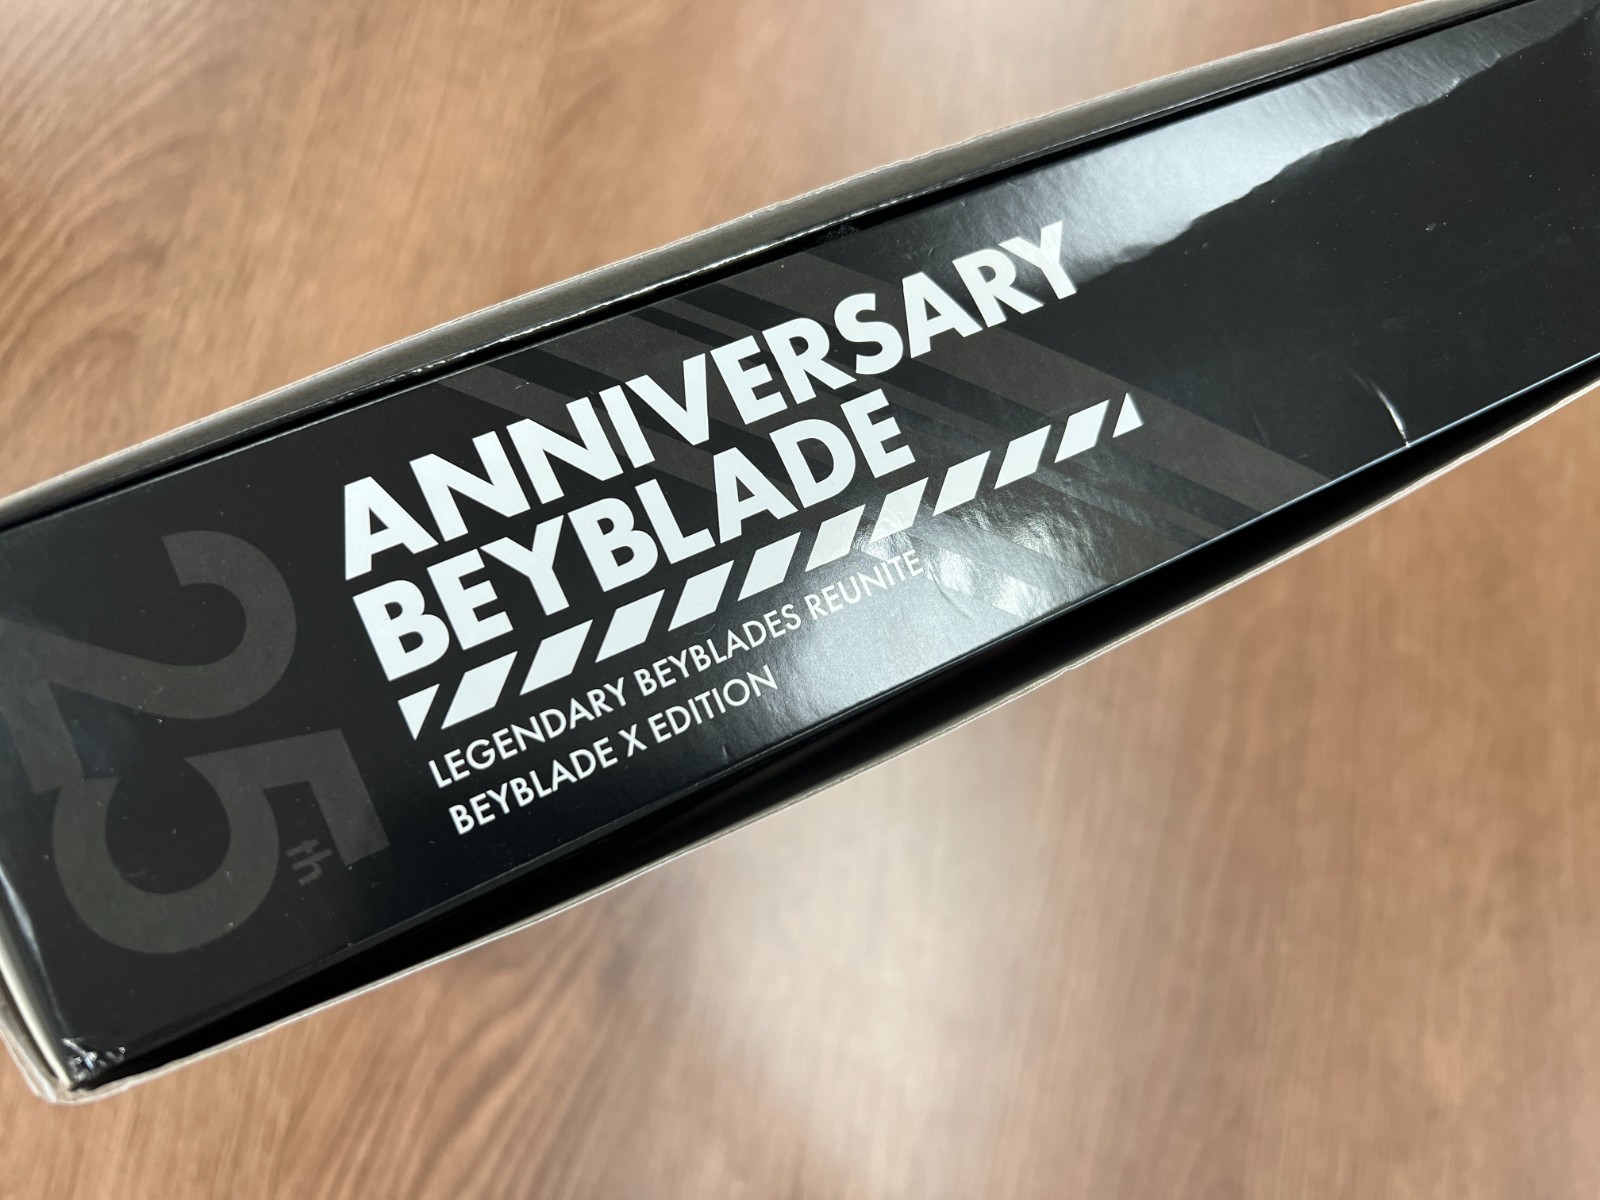 25th
ANNIVERSARY
BEYBLADE
LEGENDARY BEYBLADES REUNITE
BEYBLADE X EDITION